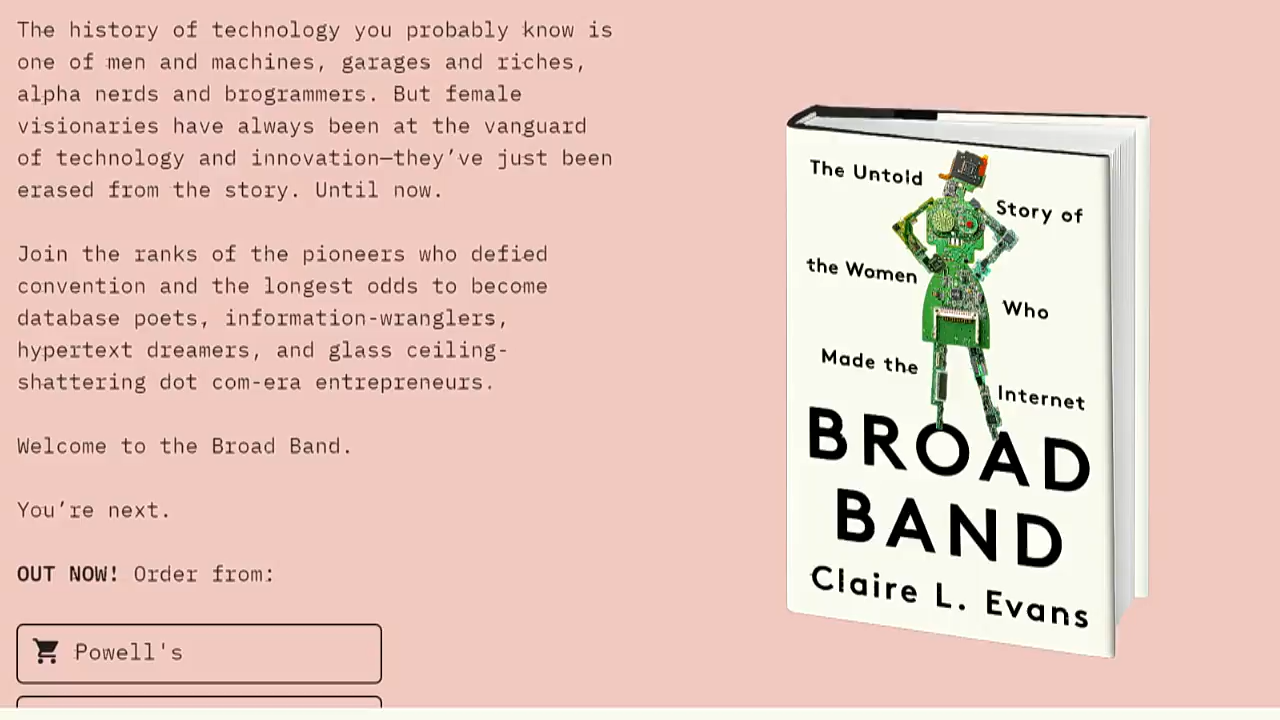 The history of technology you probably know is
one of men and machines, garages and riches,
alpha nerds and brogrammers. But female
visionaries have always been at the vanguard
of technology and innovation—they’ve just been
erased from the story. Until now.
Join the ranks of the pioneers who defied
convention and the longest odds to become
database poets, information-wranglers,
hypertext dreamers, and glass ceiling-
shattering dot com-era entrepreneurs.
Welcome to the Broad Band.
You’re next.
OUT NOW! Order from:
Powell's
The Untold
Story of
the Women
Who
Made the
Internet
BROAD
BAND
Claire L. Evans